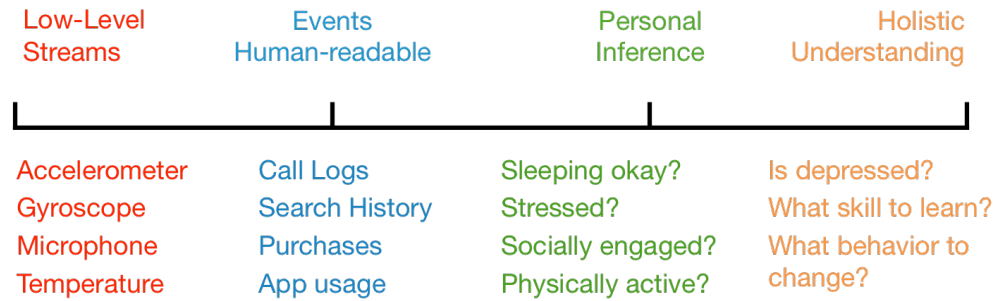 Low-Level
Streams
Events
Human-readable
Personal
Inference
Holistic
Understanding
Accelerometer
Gyroscope
Microphone
Temperature
Call Logs
Search History
Purchases
App usage
Sleeping okay?
Stressed?
Socially engaged?
Physically active?
Is depressed?
What skill to learn?
What behavior to
change?